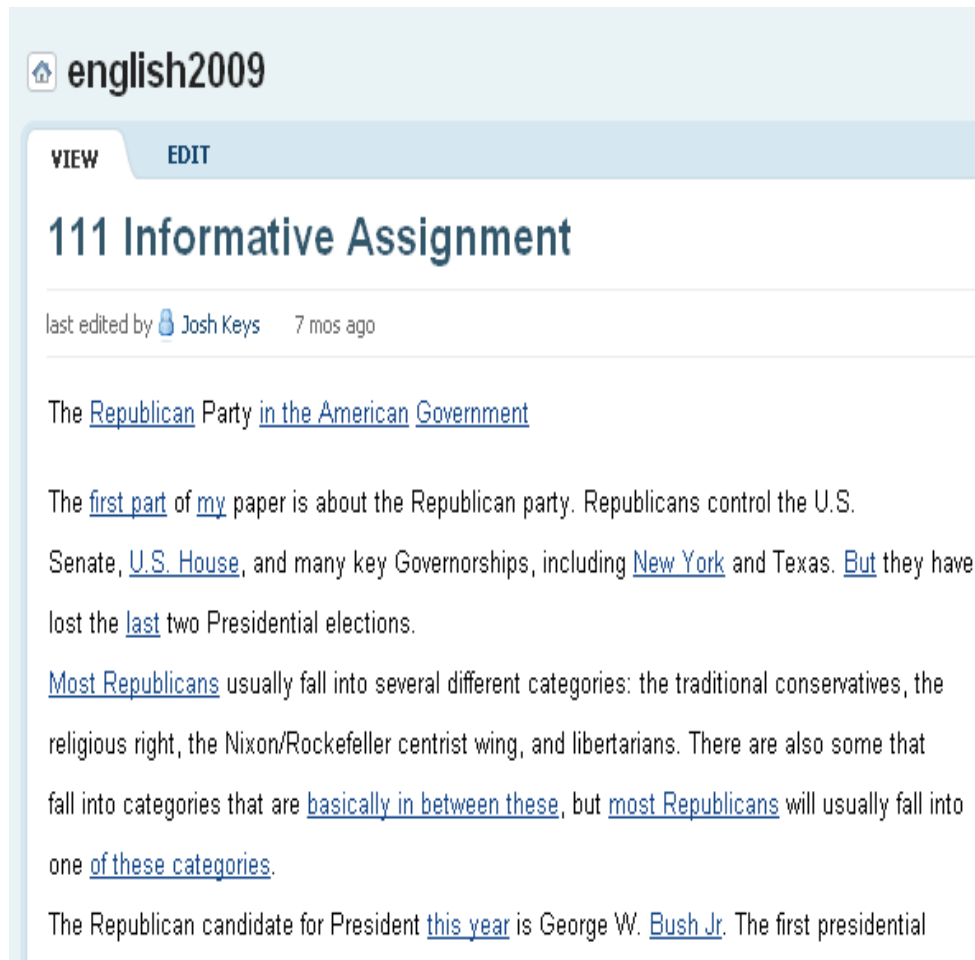 english2009
VIEW EDIT
111 Informative Assignment
last edited by Josh Keys 7 mos ago
The Republican Party in the American Government
The first part of my paper is about the Republican party. Republicans control the U.S.
Senate, U.S. House, and many key Governorships, including New York and Texas. But they have
lost the last two Presidential elections.
Most Republicans usually fall into several different categories: the traditional conservatives, the
religious right, the Nixon/Rockefeller centrist wing, and libertarians. There are also some that
fall into categories that are basically in between these, but most Republicans will usually fall into
one of these categories.
The Republican candidate for President this year is George W. Bush Jr. The first presidential